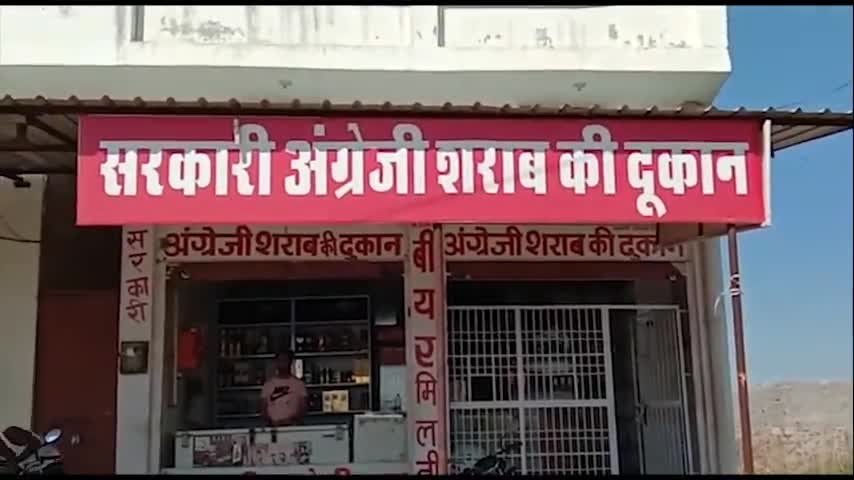 सरकारी अंग्रेजी शराब की दूकान
अंग्रेजी शराब की दुकान
अंग्रेजी शराब की दुकान
सरकारी
बीयर मिलती